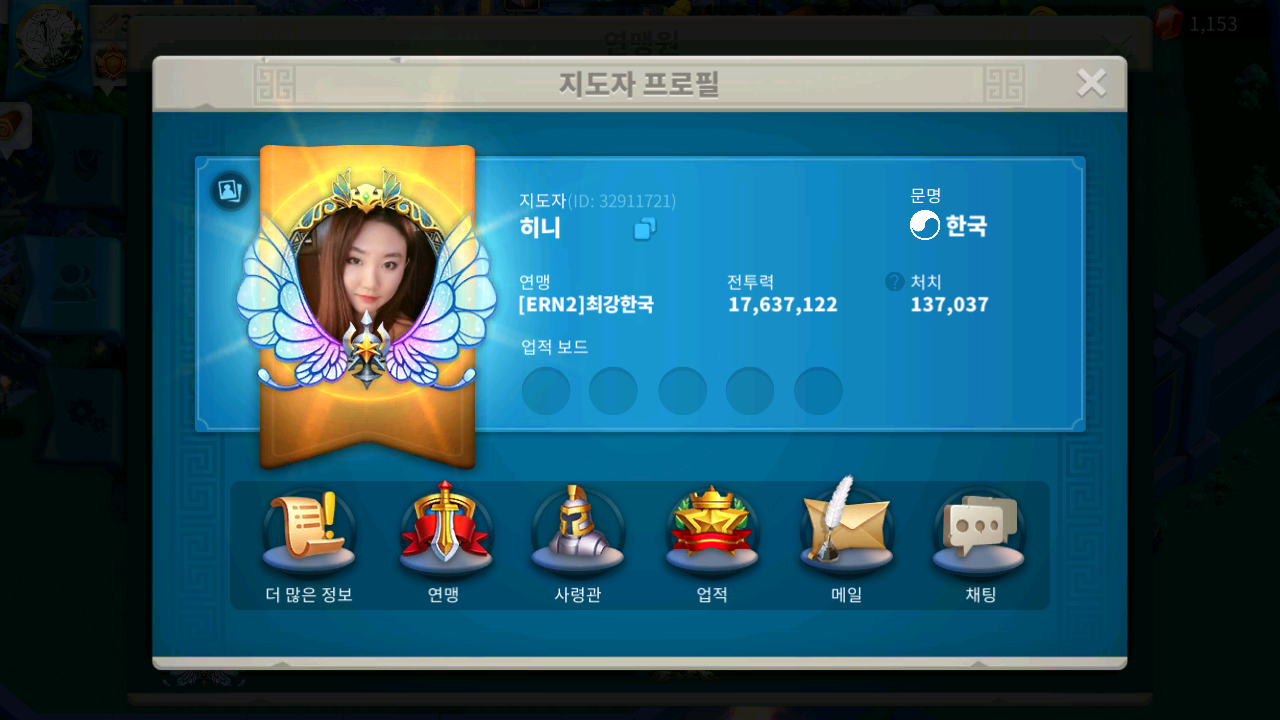 연맹원
1,153
지도자 프로필
지도자(ID: 32911721)
히니
문명
한국
연맹
[ERN2]최강한국
전투력
17,637,122
?
처치
137,037
업적 보드
더 많은 정보
연맹
사령관
업적
메일
채팅